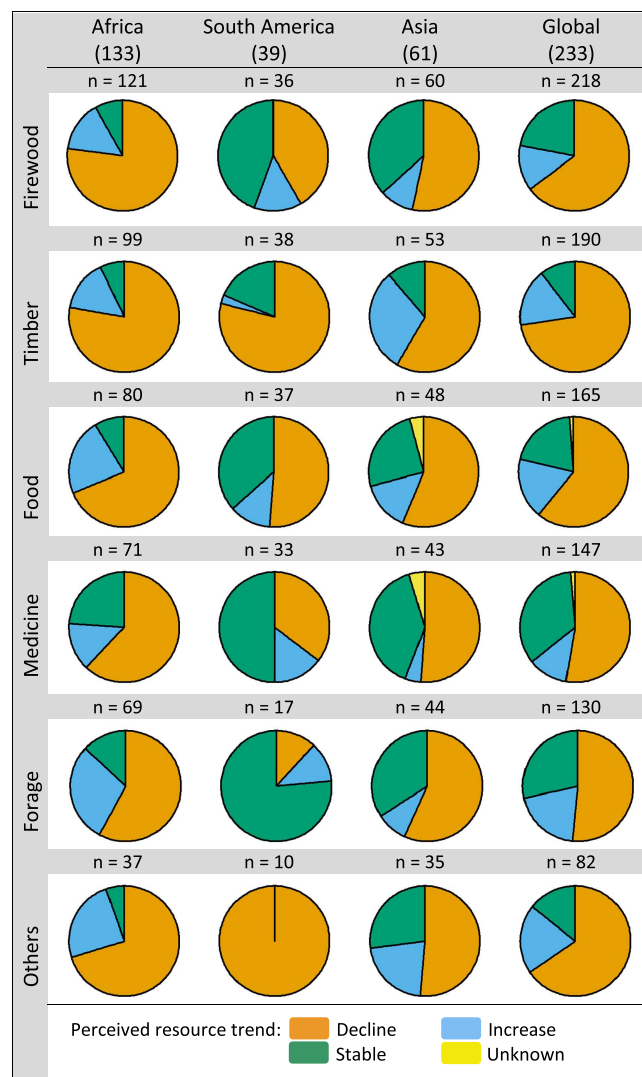 Africa South America Asia Global
(133) (39) (61) (233)
n = 121 n = 36 n = 60 n = 218
Firewood
n = 99 n = 38 n = 53 n = 190
Timber
n = 80 n = 37 n = 48 n = 165
Food
n = 71 n = 33 n = 43 n = 147
Medicine
n = 69 n = 17 n = 44 n = 130
Forage
n = 37 n = 10 n = 35 n = 82
Others
Perceived resource trend: Decline Increase
Stable Unknown